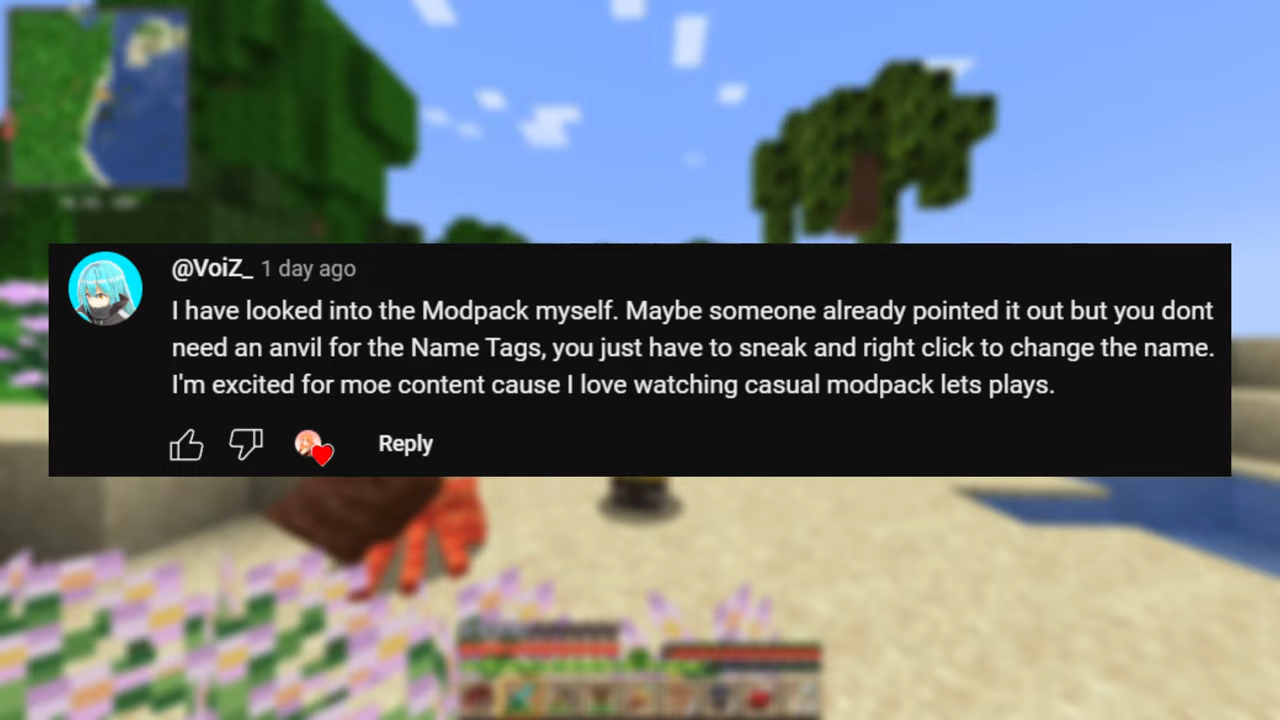 @VoiZ_ 1 day ago
I have looked into the Modpack myself. Maybe someone already pointed it out but you dont
need an anvil for the Name Tags, you just have to sneak and right click to change the name.
I'm excited for moe content cause I love watching casual modpack lets plays.
Reply